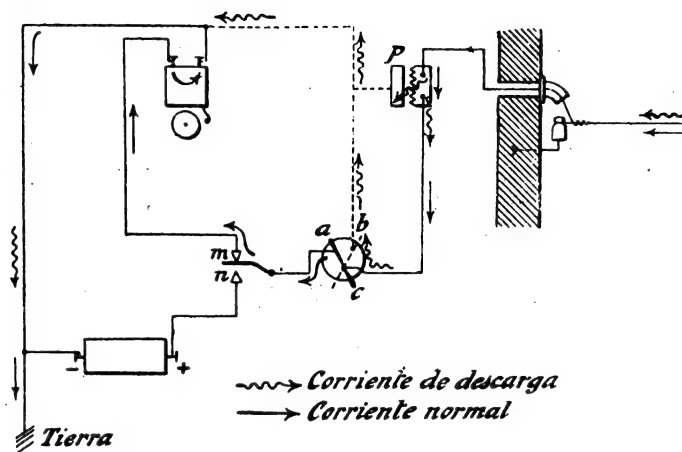 p
a
b
m
n
c
- +
Corriente de descarga
Corriente normal
Tierra